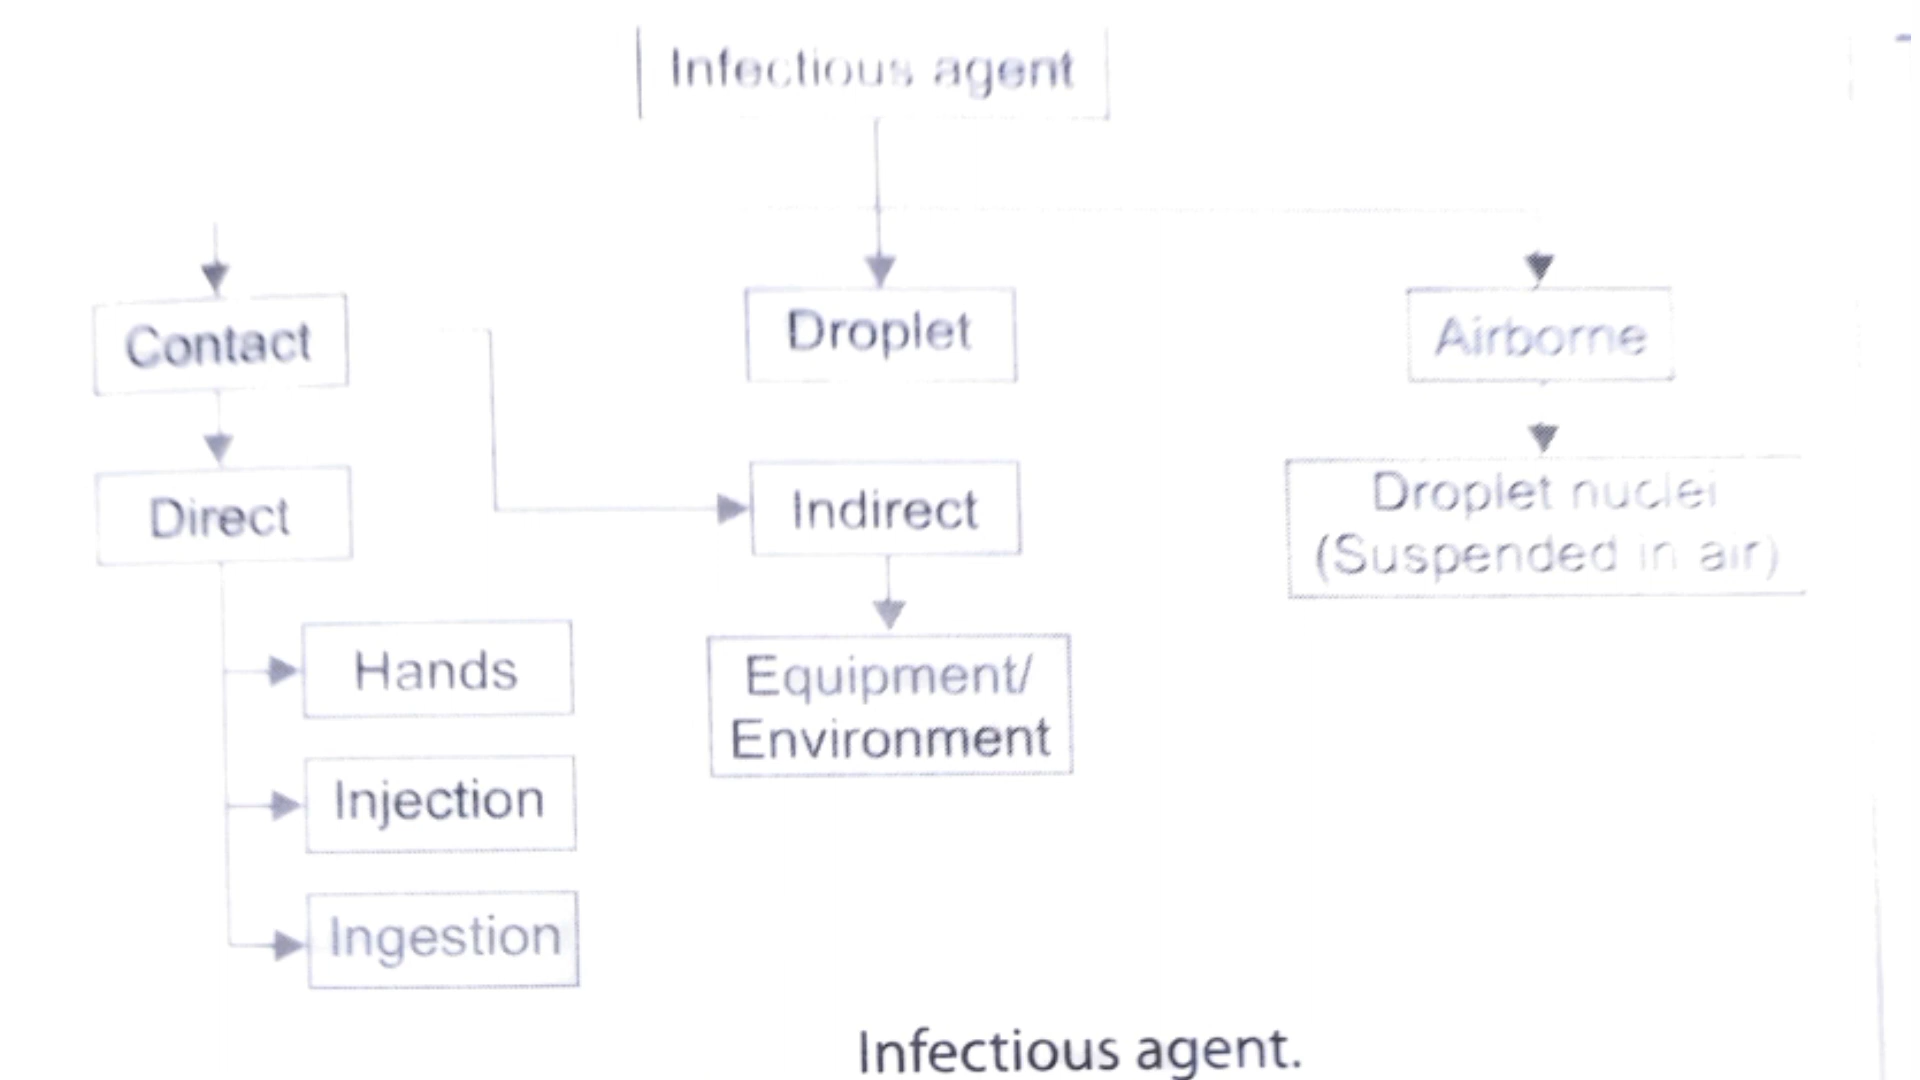 Infectious agent
Contact
Droplet
Airborne
Direct
Indirect
Droplet nuclei
(Suspended in air)
Hands
Equipment/
Environment
Injection
Ingestion
Infectious agent.